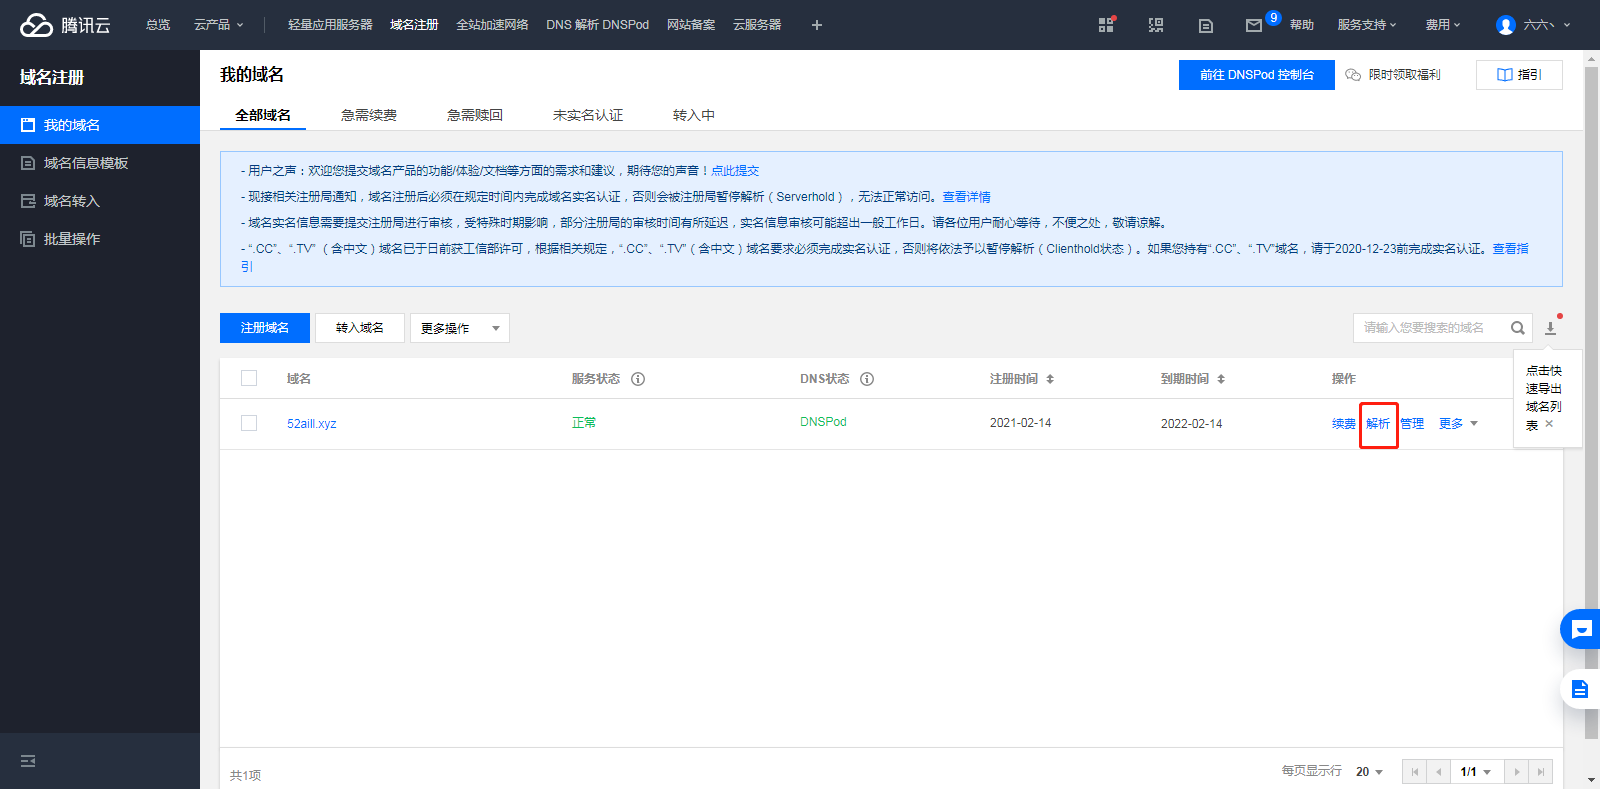 腾讯云 总览 云产品 轻量应用服务器 域名注册 全站加速网络 DNS 解析 DNSPod 网站备案 云服务器 + 9 帮助 服务支持 费用 六六丶
域名注册
我的域名
域名信息模板
域名转入
批量操作
我的域名 前往 DNSPod 控制台 限时领取福利 指引
全部域名 急需续费 急需赎回 未实名认证 转入中
- 用户之声：欢迎您提交域名产品的功能/体验/文档等方面的需求和建议，期待您的声音！点此提交
- 现接相关注册局通知，域名注册后必须在规定时间内完成域名实名认证，否则会被注册局暂停解析（Serverhold），无法正常访问。查看详情
- 域名实名信息需要提交注册局进行审核，受特殊时期影响，部分注册局的审核时间有所延迟，实名信息审核可能超出一般工作日。请各位用户耐心等待，不便之处，敬请谅解。
- “.CC”、“.TV”（含中文）域名已于日前获工信部许可，根据相关规定，“.CC”、“.TV”（含中文）域名要求必须完成实名认证，否则将依法予以暂停解析（Clienthold状态）。如果您持有“.CC”、“.TV”域名，请于2020-12-23前完成实名认证。查看指
引
注册域名 转入域名 更多操作 请输入您要搜索的域名
域名 服务状态 DNS状态 注册时间 到期时间 操作
52aill.xyz 正常 DNSPod 2021-02-14 2022-02-14 续费 解析 管理 更多
点击快
速导出
域名列
表 ×
共1项 每页显示行 20 1/1